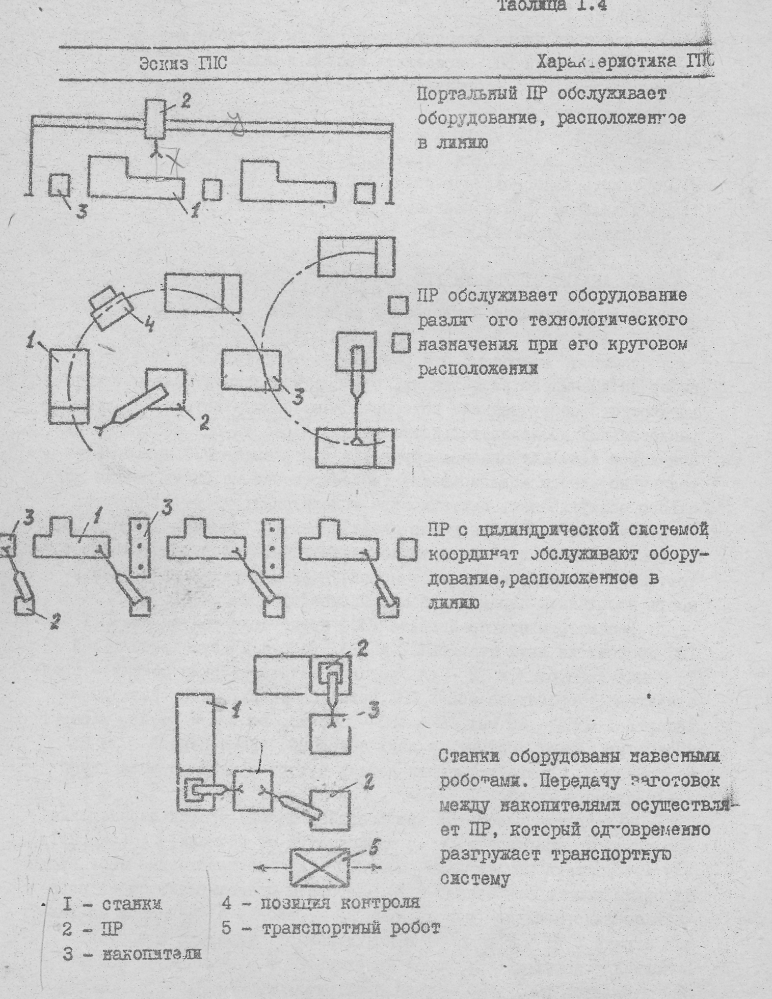 Таблица 1.4
Эскиз ГПС Характеристика ГПС
2
у
Портальный ПР обслуживает
оборудование, расположенное
в линию
х
3
1
ПР обслуживает оборудование
ого технологического
назначения при его круговом
расположении
4
1
3
2
3
1
3
ПР с цилиндрической системой
координат обслуживают обору-
дование, расположенное в
линию
2
2
1
3
Станки оборудованы навесными
роботами. Передачу заготовок
между накопителями осуществля-
ет ПР, который одновременно
разгружает транспортную
систему
2
5
I - станки
2 - ПР
3 - накопители
4 - позиция контроля
5 - транспортный робот